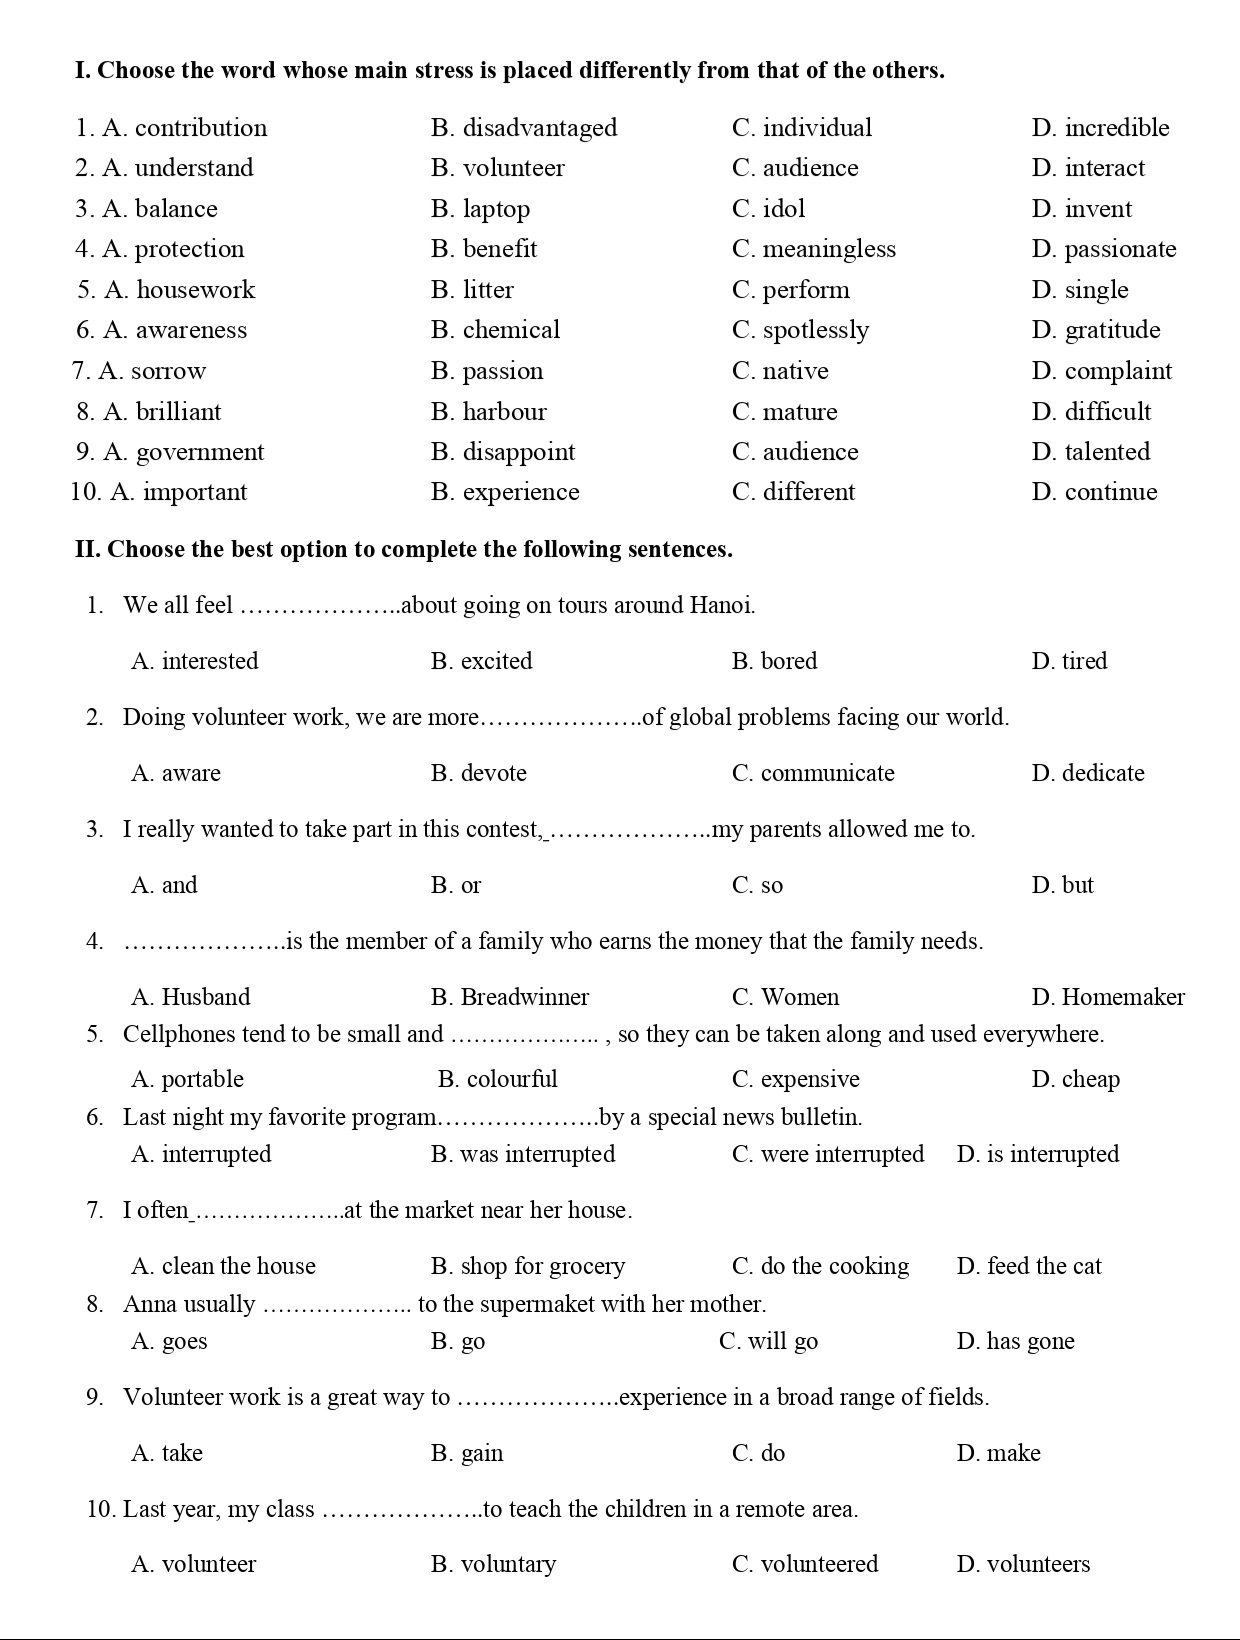 I. Choose the word whose main stress is placed differently from that of the others.
1. A. contribution B. disadvantaged C. individual D. incredible
2. A. understand B. volunteer C. audience D. interact
3. A. balance B. laptop C. idol D. invent
4. A. protection B. benefit C. meaningless D. passionate
5. A. housework B. litter C. perform D. single
6. A. awareness B. chemical C. spotlessly D. gratitude
7. A. sorrow B. passion C. native D. complaint
8. A. brilliant B. harbour C. mature D. difficult
9. A. government B. disappoint C. audience D. talented
10. A. important B. experience C. different D. continue
II. Choose the best option to complete the following sentences.
1. We all feel ………………..about going on tours around Hanoi.
A. interested B. excited B. bored D. tired
2. Doing volunteer work, we are more………………..of global problems facing our world.
A. aware B. devote C. communicate D. dedicate
3. I really wanted to take part in this contest,_………………..my parents allowed me to.
A. and B. or C. so D. but
4. ………………..is the member of a family who earns the money that the family needs.
A. Husband B. Breadwinner C. Women D. Homemaker
5. Cellphones tend to be small and ……………….. , so they can be taken along and used everywhere.
A. portable B. colourful C. expensive D. cheap
6. Last night my favorite program………………..by a special news bulletin.
A. interrupted B. was interrupted C. were interrupted D. is interrupted
7. I often_………………..at the market near her house.
A. clean the house B. shop for grocery C. do the cooking D. feed the cat
8. Anna usually ……………….. to the supermaket with her mother.
A. goes B. go C. will go D. has gone
9. Volunteer work is a great way to ………………..experience in a broad range of fields.
A. take B. gain C. do D. make
10. Last year, my class ………………..to teach the children in a remote area.
A. volunteer B. voluntary C. volunteered D. volunteers